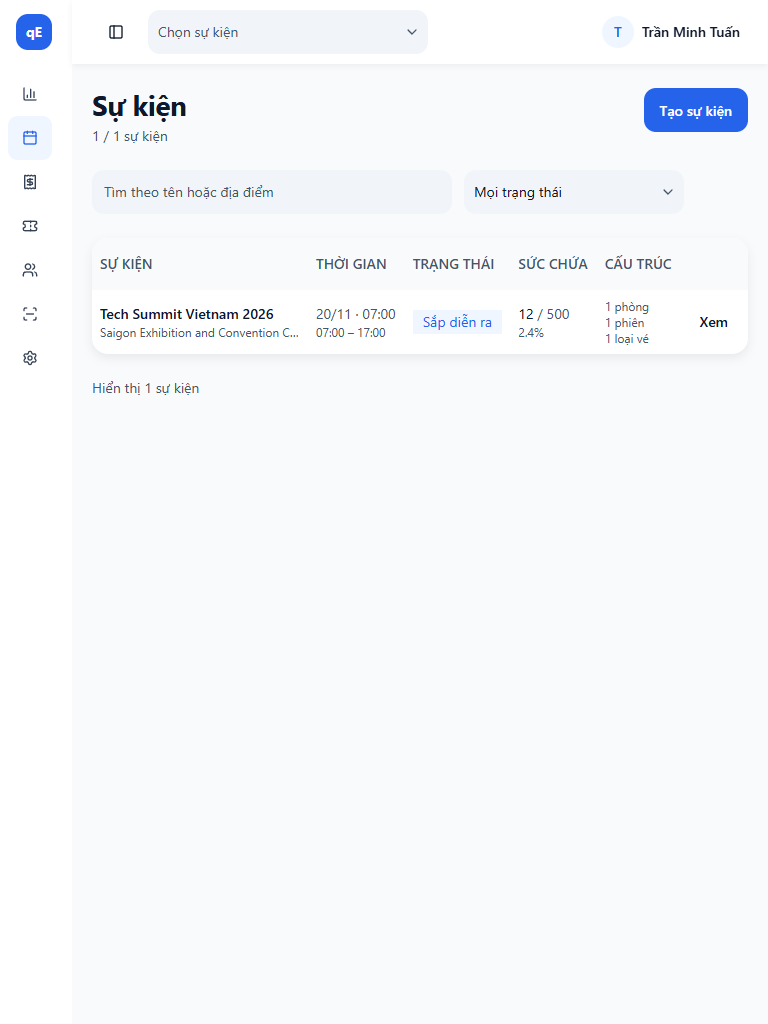 qE
Chọn sự kiện
T
Trần Minh Tuấn
Sự kiện
1 / 1 sự kiện
Tạo sự kiện
Tìm theo tên hoặc địa điểm
Mọi trạng thái
SỰ KIỆN THỜI GIAN TRẠNG THÁI SỨC CHỨA CẤU TRÚC
Tech Summit Vietnam 2026
Saigon Exhibition and Convention C...
20/11 · 07:00
07:00 – 17:00
Sắp diễn ra
12 / 500
2.4%
1 phòng
1 phiên
1 loại vé
Xem
Hiển thị 1 sự kiện